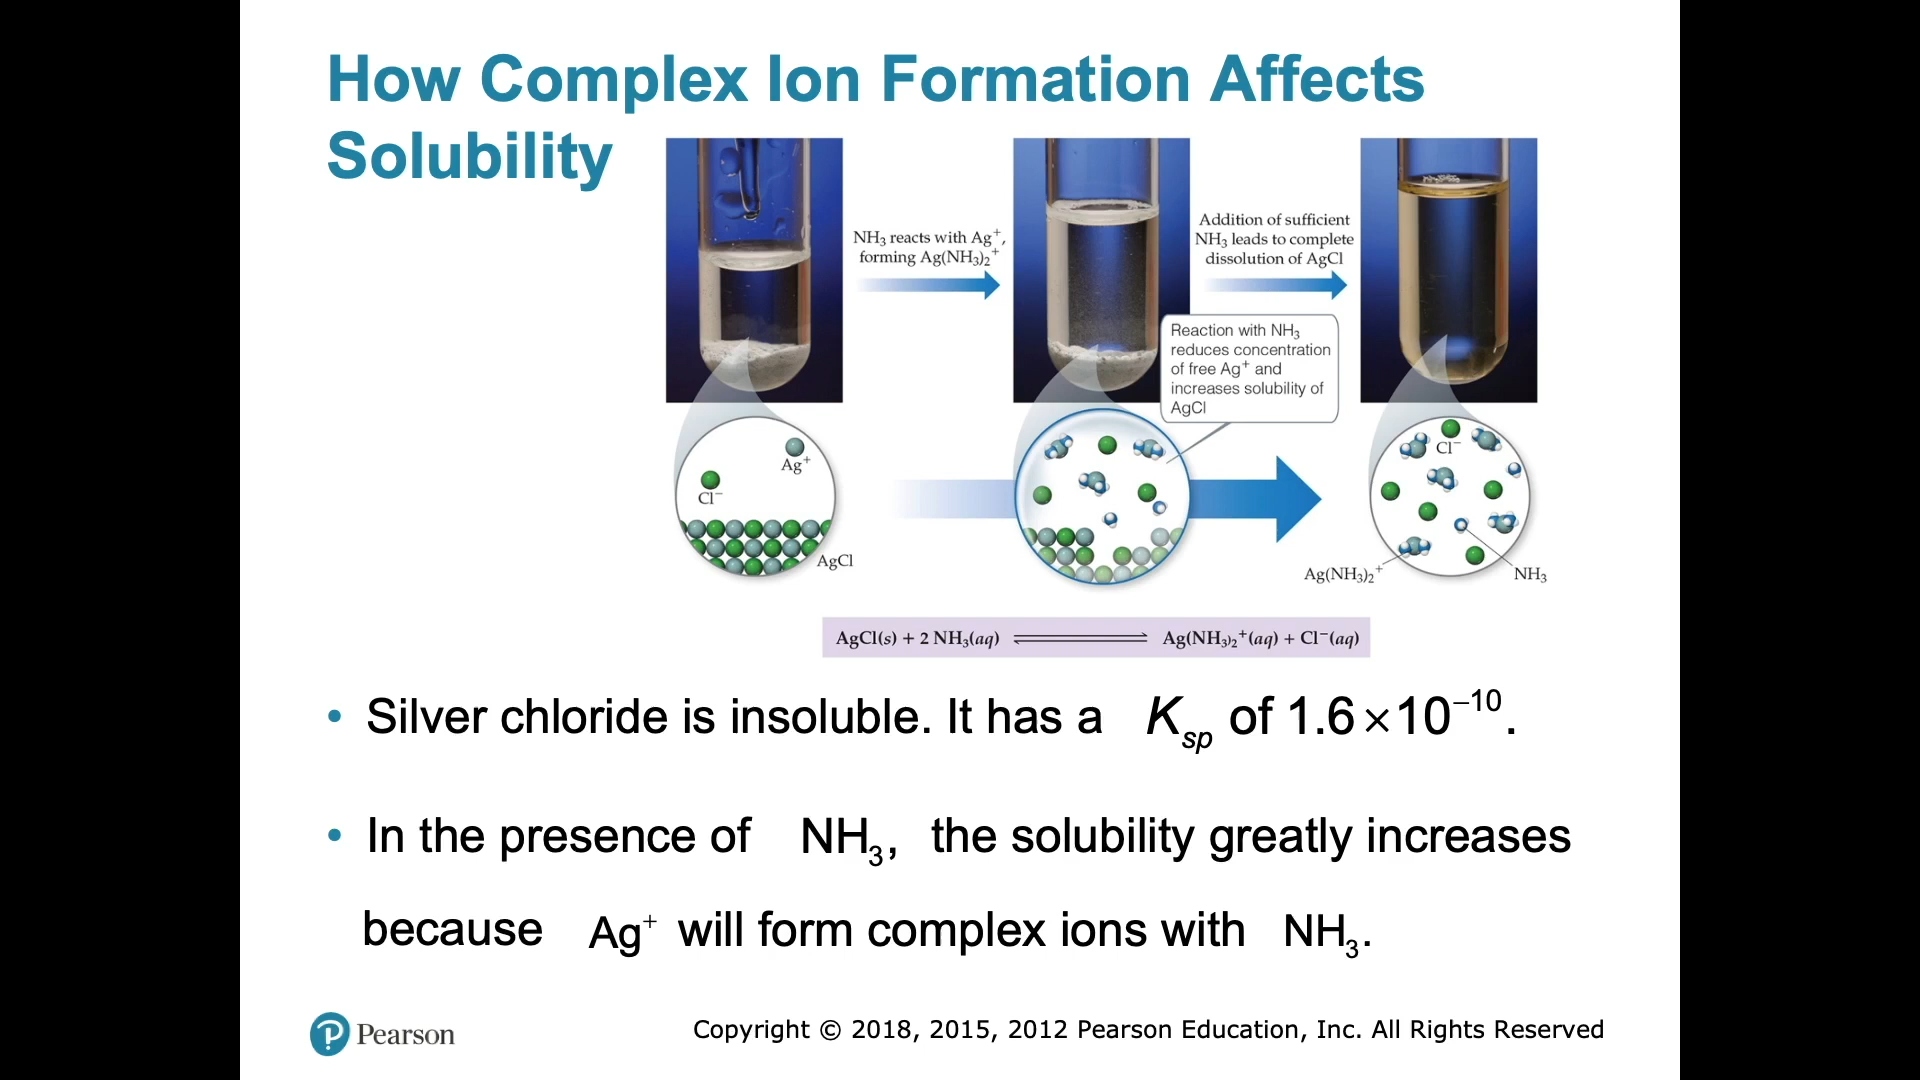 How Complex Ion Formation Affects
Solubility
NH₃ reacts with Ag⁺,
forming Ag(NH₃)₂⁺
Addition of sufficient
NH₃ leads to complete
dissolution of AgCl
Reaction with NH₃
reduces concentration
of free Ag⁺ and
increases solubility of
AgCl
Ag⁺
Cl⁻
AgCl
Cl⁻
Ag(NH₃)₂⁺
NH₃
AgCl(s) + 2 NH₃(aq) ⇌ Ag(NH₃)₂⁺(aq) + Cl⁻(aq)
• Silver chloride is insoluble. It has a Ksp of 1.6×10⁻¹⁰.
• In the presence of NH₃, the solubility greatly increases
because Ag⁺ will form complex ions with NH₃.
P Pearson
Copyright © 2018, 2015, 2012 Pearson Education, Inc. All Rights Reserved